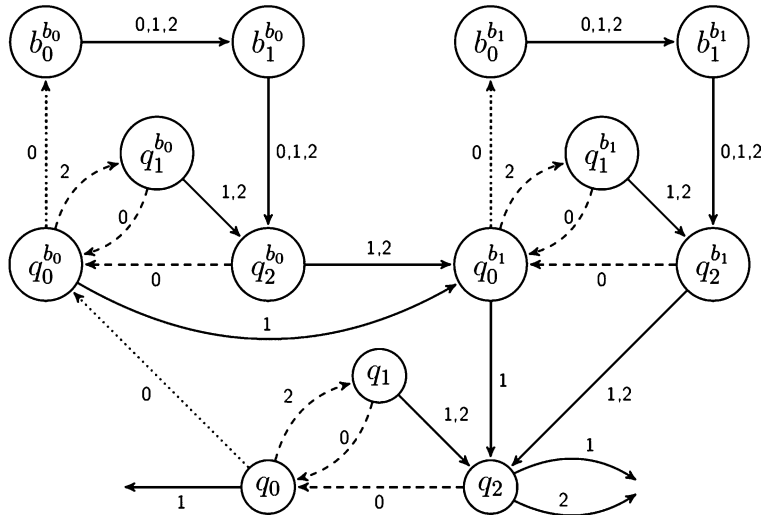 $b_0^{b_0}$ 0,1,2 $b_1^{b_0}$ $b_0^{b_1}$ 0,1,2 $b_1^{b_1}$
0 2 $q_1^{b_0}$ 0,1,2 0 2 $q_1^{b_1}$ 0,1,2
0 1,2 0 1,2
$q_0^{b_0}$ 0 $q_2^{b_0}$ 1,2 $q_0^{b_1}$ 0 $q_2^{b_1}$
1
0 2 $q_1$ 1 1,2
0 1,2
1 $q_0$ 0 $q_2$ 1
2